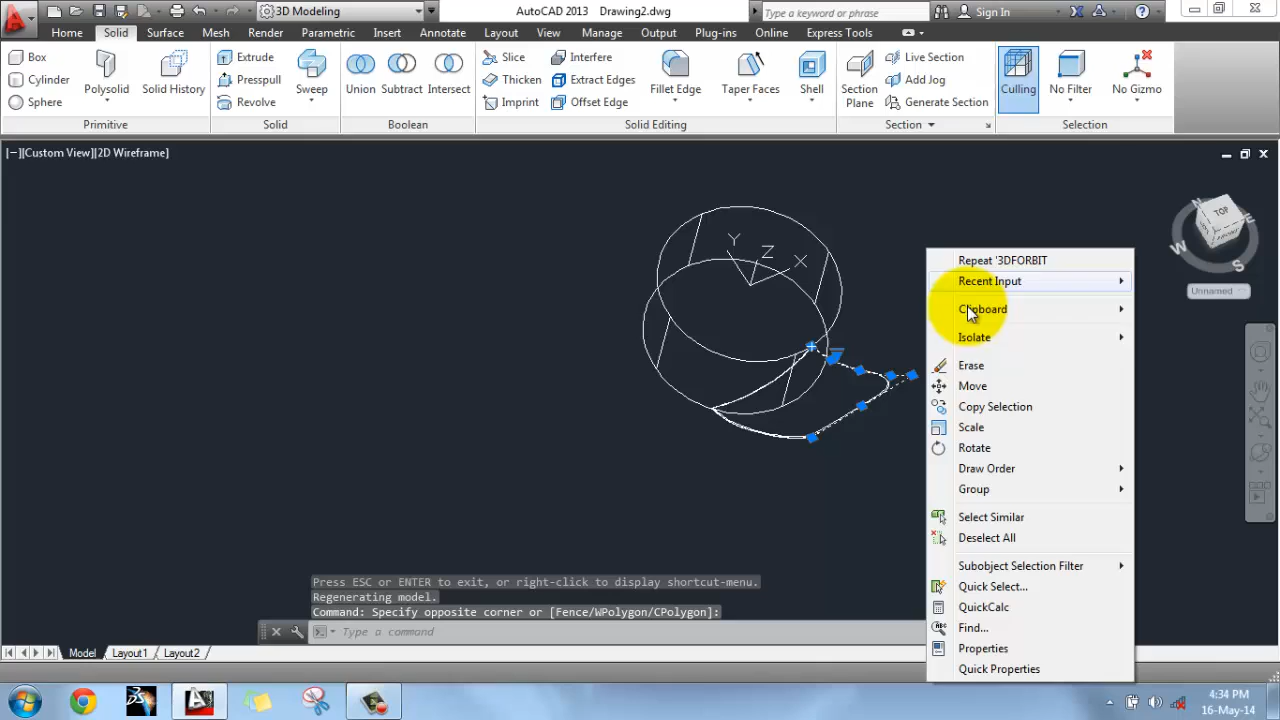 3D Modeling
AutoCAD 2013 Drawing2.dwg
Type a keyword or phrase
Sign In
Home Solid Surface Mesh Render Parametric Insert Annotate Layout View Manage Output Plug-ins Online Express Tools
Box
Cylinder
Sphere
Polysolid
Solid History
Primitive
Extrude
Presspull
Revolve
Sweep
Solid
Union
Subtract
Intersect
Boolean
Slice
Thicken
Imprint
Interfere
Extract Edges
Offset Edge
Fillet Edge
Taper Faces
Shell
Solid Editing
Section
Plane
Live Section
Add Jog
Generate Section
Section
Culling
No Filter
No Gizmo
Selection
[−][Custom View][2D Wireframe]
TOP
FRONT
N
E
W
S
Unnamed
Y
Z
X
Repeat '3DFORBIT
Recent Input
Clipboard
Isolate
Erase
Move
Copy Selection
Scale
Rotate
Draw Order
Group
Select Similar
Deselect All
Subobject Selection Filter
Quick Select...
QuickCalc
Find...
Properties
Quick Properties
Press ESC or ENTER to exit, or right-click to display shortcut-menu.
Regenerating model.
Command: Specify opposite corner or [Fence/WPolygon/CPolygon]:
Type a command
Model Layout1 Layout2
4:34 PM
16-May-14